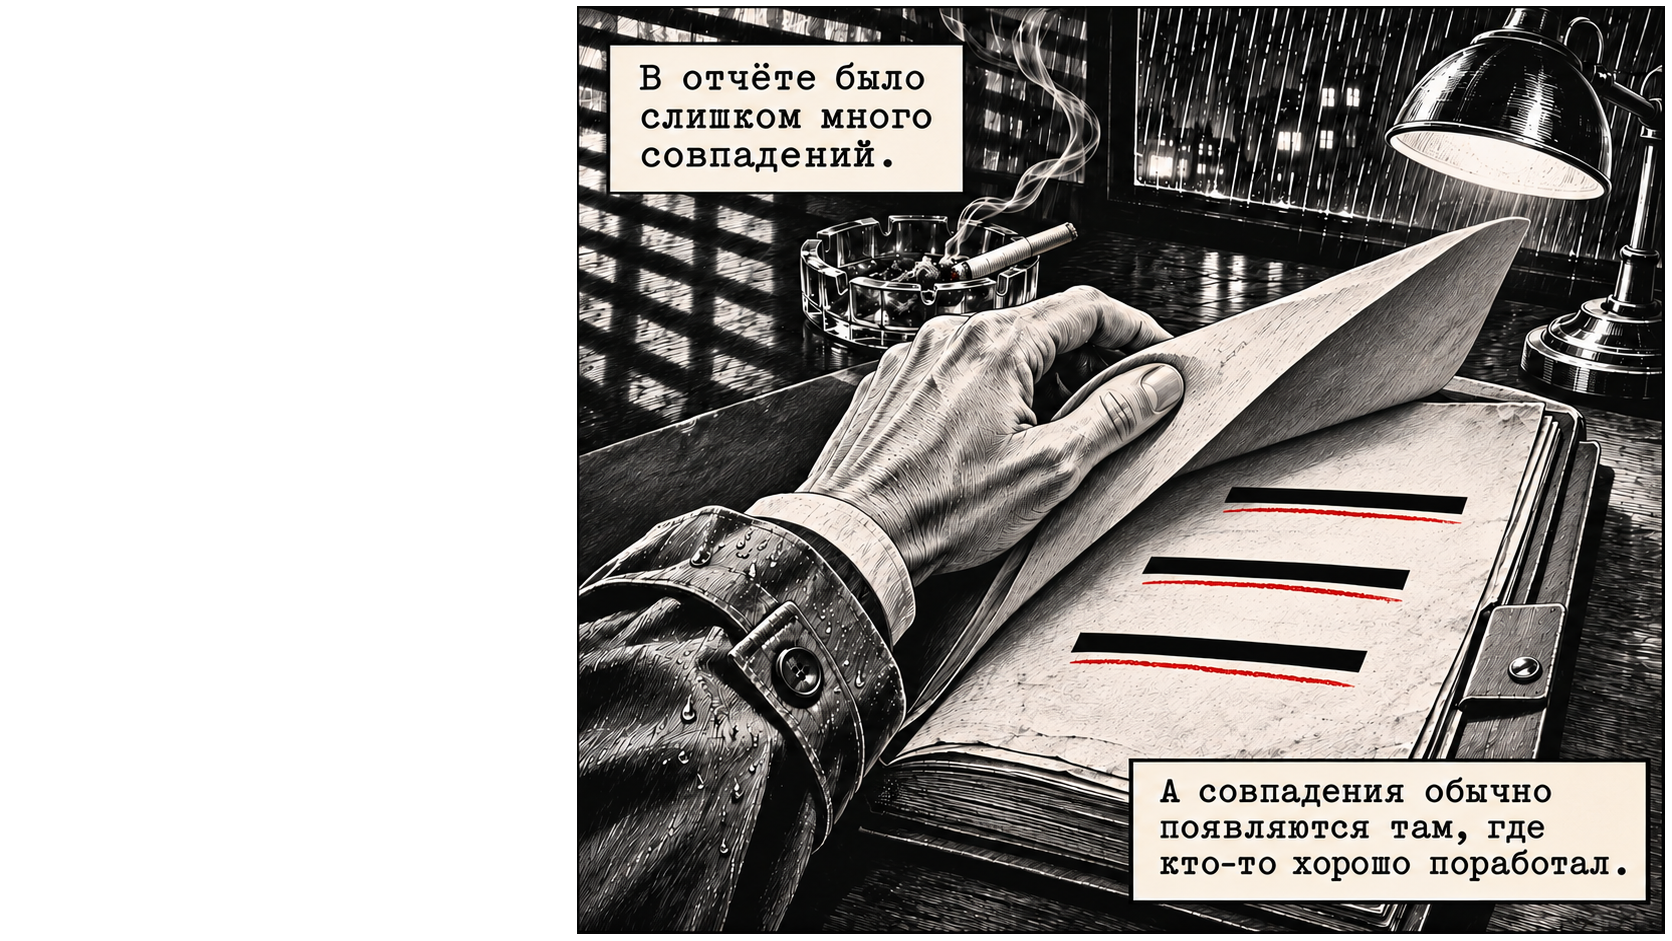 В отчёте было
слишком много
совпадений.
А совпадения обычно
появляются там, где
кто-то хорошо поработал.